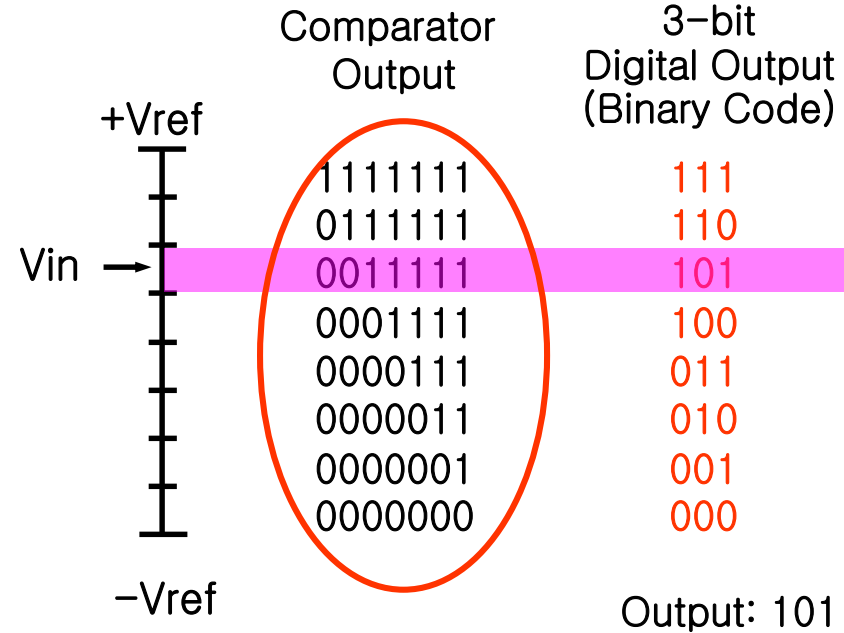 Comparator
Output
3-bit
Digital Output
(Binary Code)
+Vref
1111111 111
0111111 110
Vin 0011111 101
0001111 100
0000111 011
0000011 010
0000001 001
0000000 000
-Vref
Output: 101